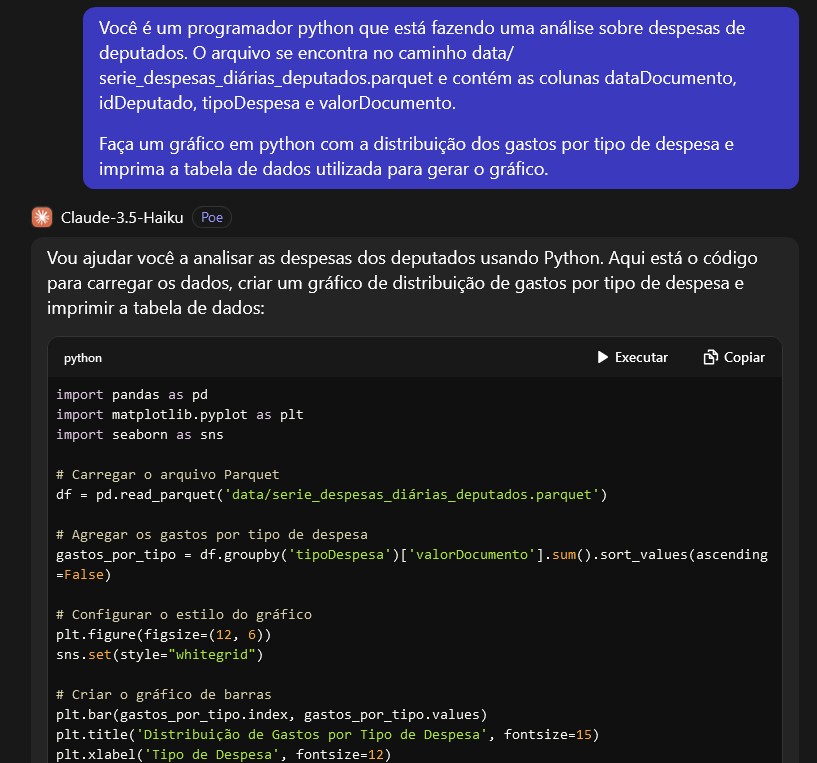 Você é um programador python que está fazendo uma análise sobre despesas de
deputados. O arquivo se encontra no caminho data/
serie_despesas_diárias_deputados.parquet e contém as colunas dataDocumento,
idDeputado, tipoDespesa e valorDocumento.
Faça um gráfico em python com a distribuição dos gastos por tipo de despesa e
imprima a tabela de dados utilizada para gerar o gráfico.
Claude-3.5-Haiku Poe
Vou ajudar você a analisar as despesas dos deputados usando Python. Aqui está o código
para carregar os dados, criar um gráfico de distribuição de gastos por tipo de despesa e
imprimir a tabela de dados:
python Executar Copiar
import pandas as pd
import matplotlib.pyplot as plt
import seaborn as sns
# Carregar o arquivo Parquet
df = pd.read_parquet('data/serie_despesas_diárias_deputados.parquet')
# Agregar os gastos por tipo de despesa
gastos_por_tipo = df.groupby('tipoDespesa')['valorDocumento'].sum().sort_values(ascending
=False)
# Configurar o estilo do gráfico
plt.figure(figsize=(12, 6))
sns.set(style="whitegrid")
# Criar o gráfico de barras
plt.bar(gastos_por_tipo.index, gastos_por_tipo.values)
plt.title('Distribuição de Gastos por Tipo de Despesa', fontsize=15)
plt.xlabel('Tipo de Despesa', fontsize=12)